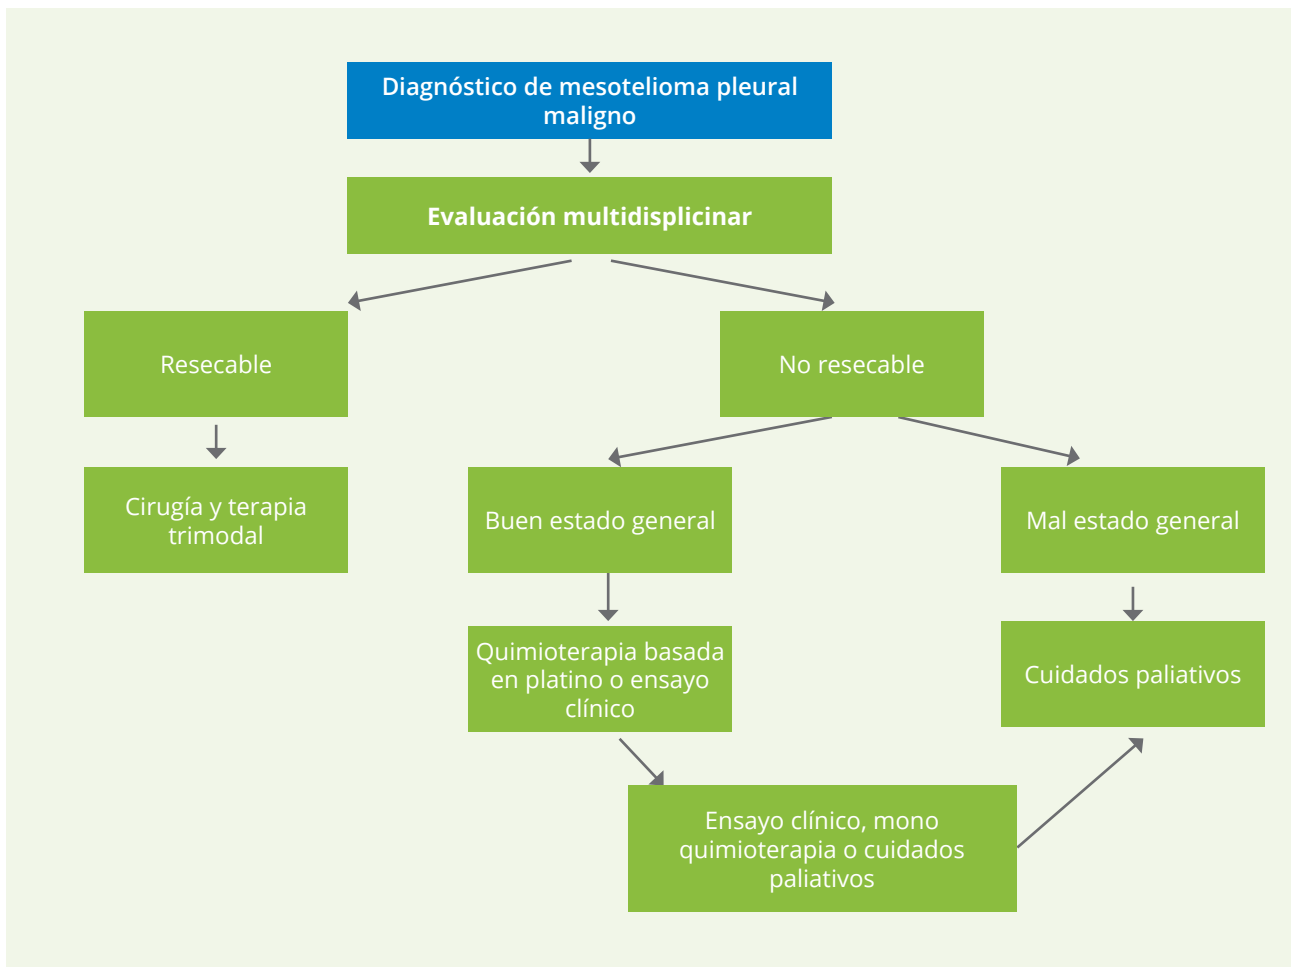 Diagnóstico de mesotelioma pleural
maligno
Evaluación multidisplicinar
Resecable
No resecable
Cirugía y terapia
trimodal
Buen estado general
Mal estado general
Quimioterapia basada
en platino o ensayo
clínico
Cuidados paliativos
Ensayo clínico, mono
quimioterapia o cuidados
paliativos